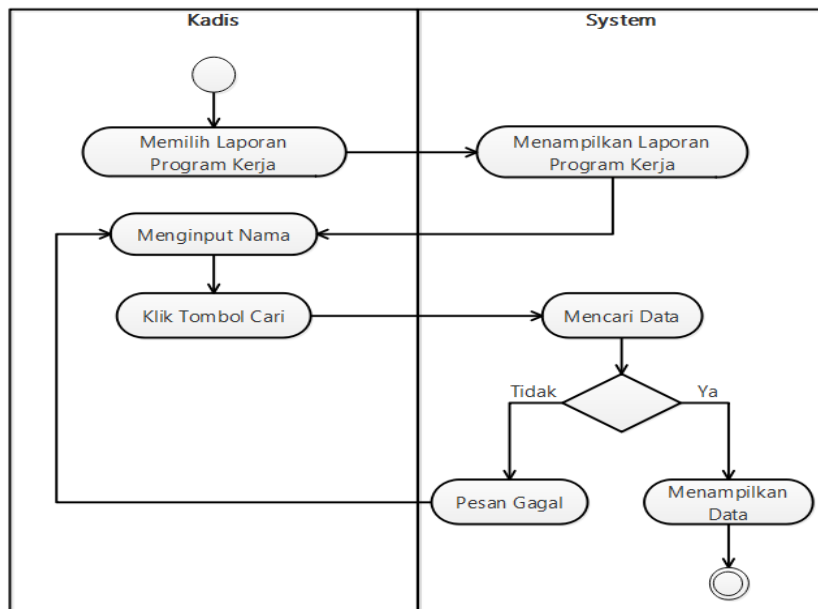 Kadis
System
Memilih Laporan
Program Kerja
Menampilkan Laporan
Program Kerja
Menginput Nama
Klik Tombol Cari
Mencari Data
Tidak
Ya
Pesan Gagal
Menampilkan
Data